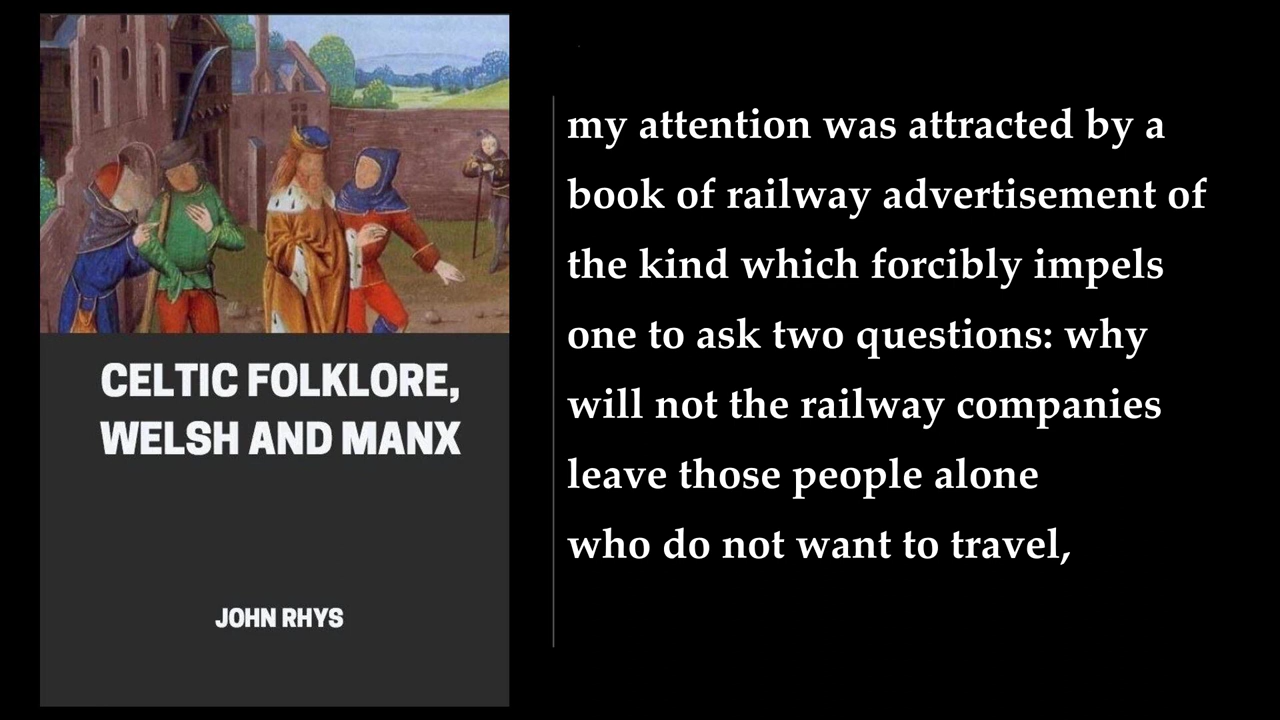 CELTIC FOLKLORE,
WELSH AND MANX
JOHN RHYS
my attention was attracted by a
book of railway advertisement of
the kind which forcibly impels
one to ask two questions: why
will not the railway companies
leave those people alone
who do not want to travel,